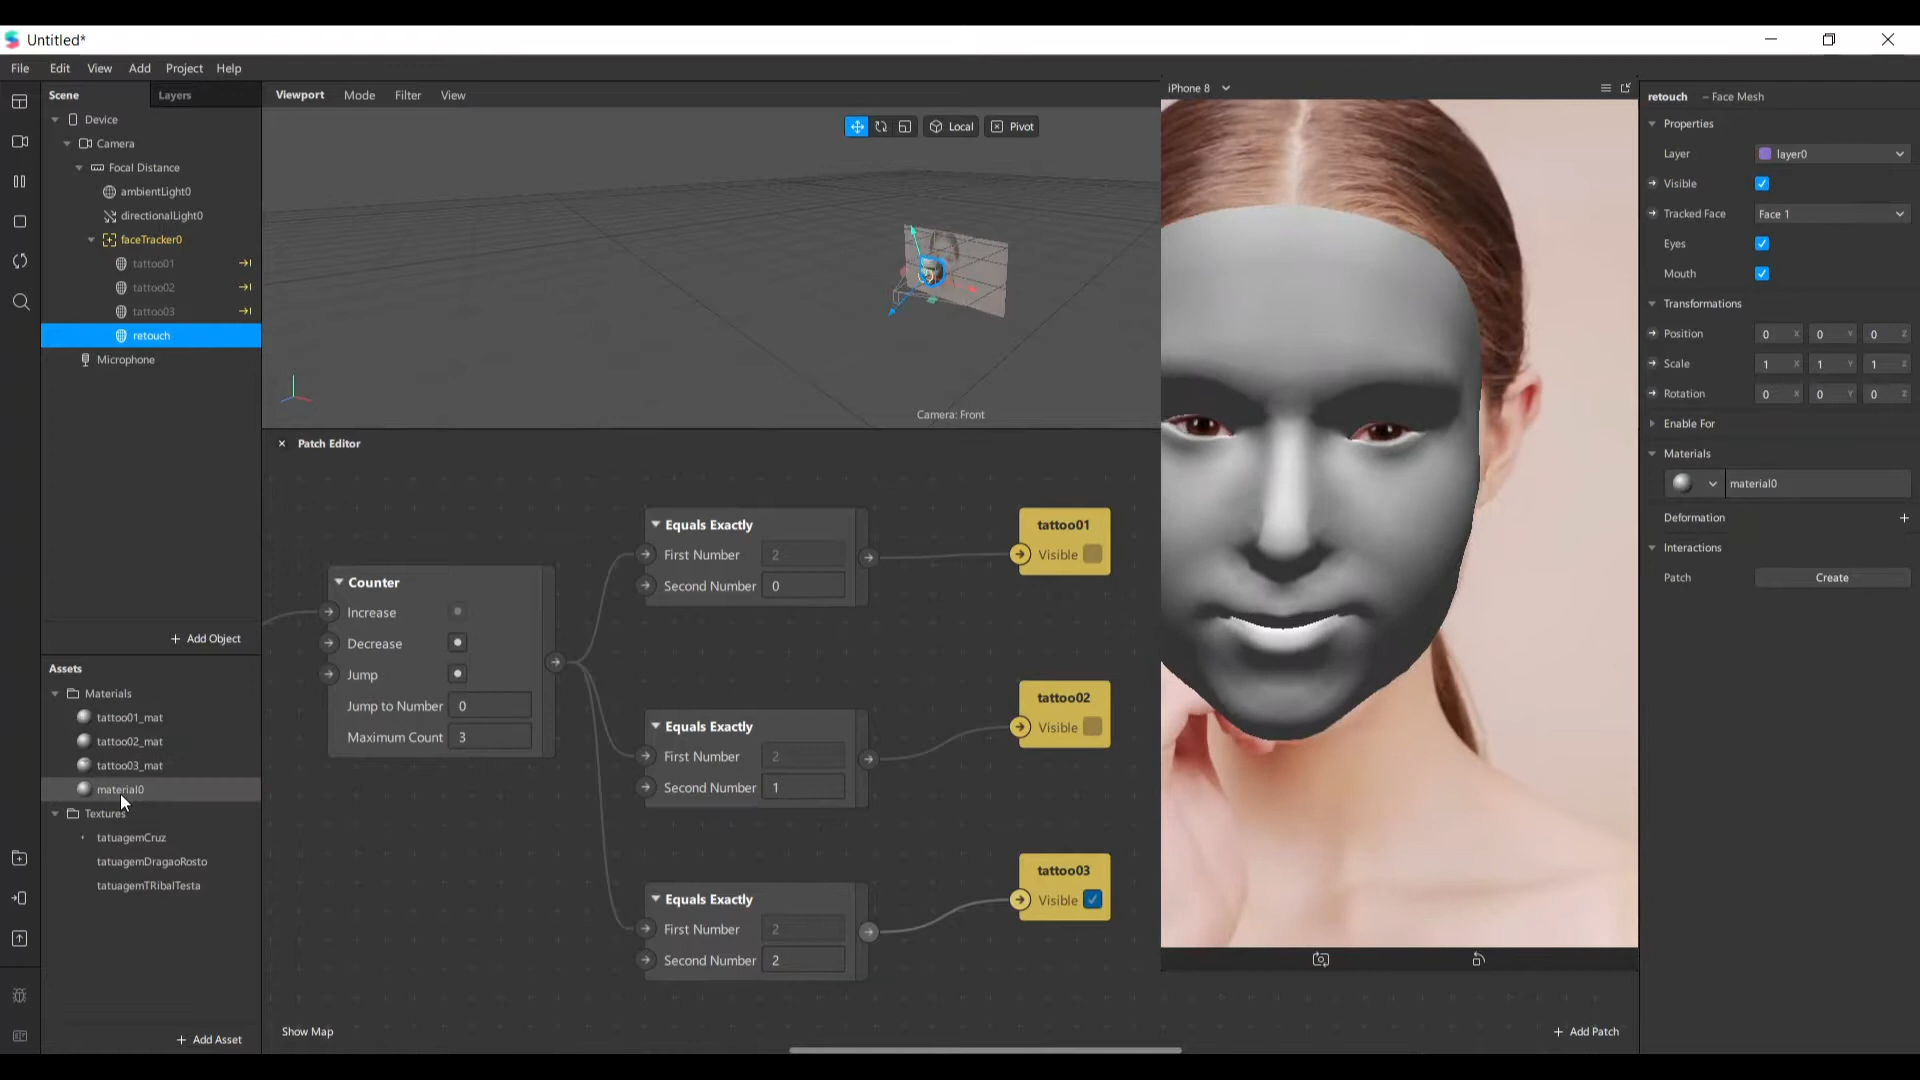 Untitled*
File Edit View Add Project Help
Scene Layers
Device
Camera
Focal Distance
ambientLight0
directionalLight0
faceTracker0
tattoo01
tattoo02
tattoo03
retouch
Microphone
+ Add Object
Assets
Materials
tattoo01_mat
tattoo02_mat
tattoo03_mat
material0
Textures
tatuagemCruz
tatuagemDragaoRosto
tatuagemTRibalTesta
+ Add Asset
Viewport Mode Filter View
Local Pivot
Camera: Front
Patch Editor
Counter
Increase
Decrease
Jump
Jump to Number 0
Maximum Count 3
Equals Exactly
First Number 2
Second Number 0
Equals Exactly
First Number 2
Second Number 1
Equals Exactly
First Number 2
Second Number 2
tattoo01
Visible
tattoo02
Visible
tattoo03
Visible
Show Map
+ Add Patch
iPhone 8
retouch – Face Mesh
Properties
Layer layer0
Visible
Tracked Face Face 1
Eyes
Mouth
Transformations
Position 0 X 0 Y 0 Z
Scale 1 X 1 Y 1 Z
Rotation 0 X 0 Y 0 Z
Enable For
Materials
material0
Deformation +
Interactions
Patch Create